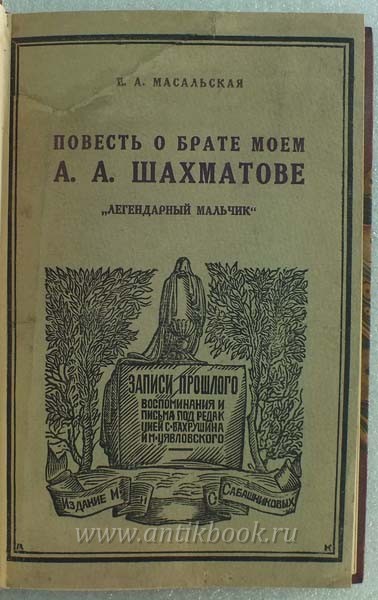 Е. А. МАСАЛЬСКАЯ
ПОВЕСТЬ О БРАТЕ МОЕМ
А. А. ШАХМАТОВЕ
„ЛЕГЕНДАРНЫЙ МАЛЬЧИК“
ЗАПИСИ ПРОШЛОГО
ВОСПОМИНАНИЯ И
ПИСЬМА ПОД РЕДАК
ЦИЕЙ С•БАХРУШИНА
И М•ЦЯВЛОВСКОГО
ИЗДАНИЕ М и Н С САБАШНИКОВЫХ
www.antikbook.ru
А К